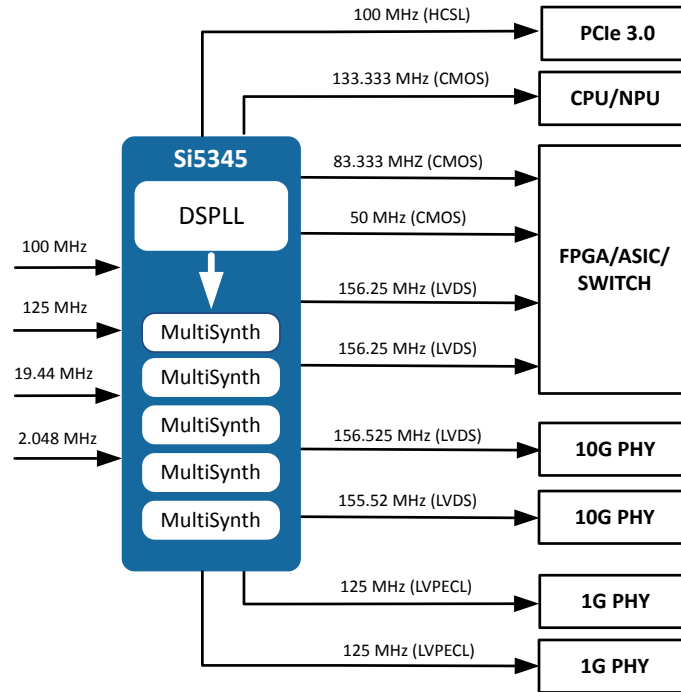 100 MHz (HCSL)
PCIe 3.0
133.333 MHz (CMOS)
CPU/NPU
Si5345
DSPLL
83.333 MHZ (CMOS)
50 MHz (CMOS)
FPGA/ASIC/
SWITCH
100 MHz
125 MHz
19.44 MHz
2.048 MHz
156.25 MHz (LVDS)
156.25 MHz (LVDS)
MultiSynth
MultiSynth
MultiSynth
MultiSynth
MultiSynth
156.525 MHz (LVDS)
10G PHY
155.52 MHz (LVDS)
10G PHY
125 MHz (LVPECL)
1G PHY
125 MHz (LVPECL)
1G PHY